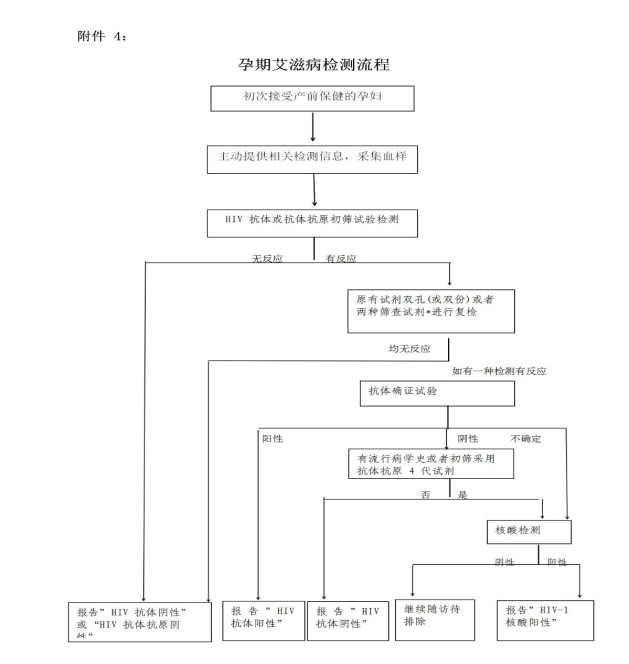 附件 4：
孕期艾滋病检测流程
初次接受产前保健的孕妇
主动提供相关检测信息，采集血样
HIV 抗体或抗体抗原初筛试验检测
无反应
有反应
原有试剂双孔(或双份)或者
两种筛查试剂*进行复检
均无反应
如有一种检测有反应
抗体确证试验
阳性
阴性
不确定
有流行病学史或者初筛采用
抗体抗原 4 代试剂
否
是
核酸检测
阴性
阳性
报告”HIV 抗体阴性”
或“HIV 抗体抗原阴
性”
报 告 ” HIV
抗体阳性”
报 告 ” HIV
抗体阴性”
继续随访待
排除
报告”HIV-1
核酸阳性”